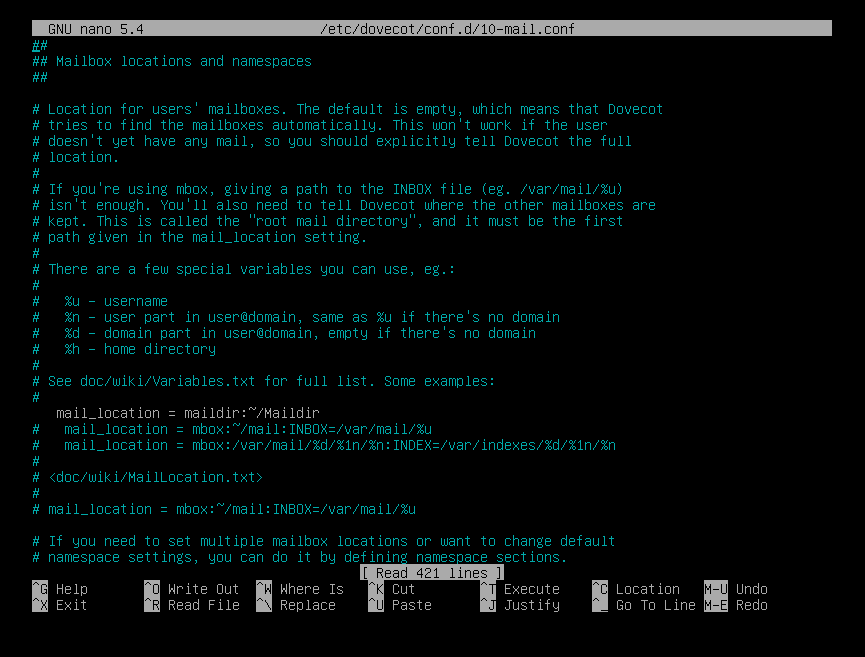 GNU nano 5.4 /etc/dovecot/conf.d/10-mail.conf
##
## Mailbox locations and namespaces
##
# Location for users' mailboxes. The default is empty, which means that Dovecot
# tries to find the mailboxes automatically. This won't work if the user
# doesn't yet have any mail, so you should explicitly tell Dovecot the full
# location.
#
# If you're using mbox, giving a path to the INBOX file (eg. /var/mail/%u)
# isn't enough. You'll also need to tell Dovecot where the other mailboxes are
# kept. This is called the "root mail directory", and it must be the first
# path given in the mail_location setting.
#
# There are a few special variables you can use, eg.:
#
#   %u - username
#   %n - user part in user@domain, same as %u if there's no domain
#   %d - domain part in user@domain, empty if there's no domain
#   %h - home directory
#
# See doc/wiki/Variables.txt for full list. Some examples:
#
   mail_location = maildir:~/Maildir
#   mail_location = mbox:~/mail:INBOX=/var/mail/%u
#   mail_location = mbox:/var/mail/%d/%1n/%n:INDEX=/var/indexes/%d/%1n/%n
#
# <doc/wiki/MailLocation.txt>
#
# mail_location = mbox:~/mail:INBOX=/var/mail/%u
# If you need to set multiple mailbox locations or want to change default
# namespace settings, you can do it by defining namespace sections.
[ Read 421 lines ]
^G Help ^O Write Out ^W Where Is ^K Cut ^T Execute ^C Location M-U Undo
^X Exit ^R Read File ^\ Replace ^U Paste ^J Justify ^_ Go To Line M-E Redo